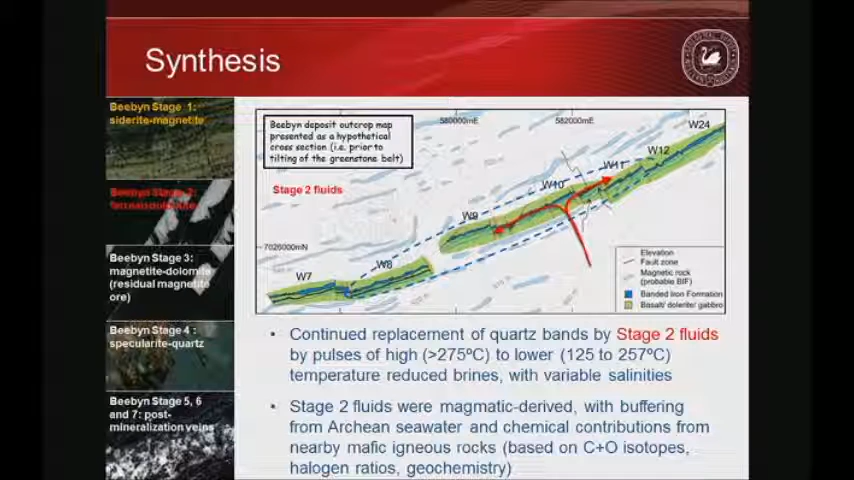 Synthesis
Beebyn Stage 1:
siderite-magnetite
Beebyn Stage 2:
Beebyn Stage 3:
magnetite-dolomite
(residual magnetite
ore)
Beebyn Stage 4 :
specularite-quartz
Beebyn Stage 5, 6
and 7: post-
mineralization veins
Beebyn deposit outcrop map
presented as a hypothetical
cross section (i.e. prior to
tilting of the greenstone belt)
580000mE
582000mE
W24
W12
W11
W10
Stage 2 fluids
W9
7026000mN
W8
W7
Elevation
Fault zone
Magnetic rock
(probable BIF)
Banded Iron Formation
Basalt/ dolerite/ gabbro
• Continued replacement of quartz bands by Stage 2 fluids
by pulses of high (>275ºC) to lower (125 to 257ºC)
temperature reduced brines, with variable salinities
• Stage 2 fluids were magmatic-derived, with buffering
from Archean seawater and chemical contributions from
nearby mafic igneous rocks (based on C+O isotopes,
halogen ratios, geochemistry)